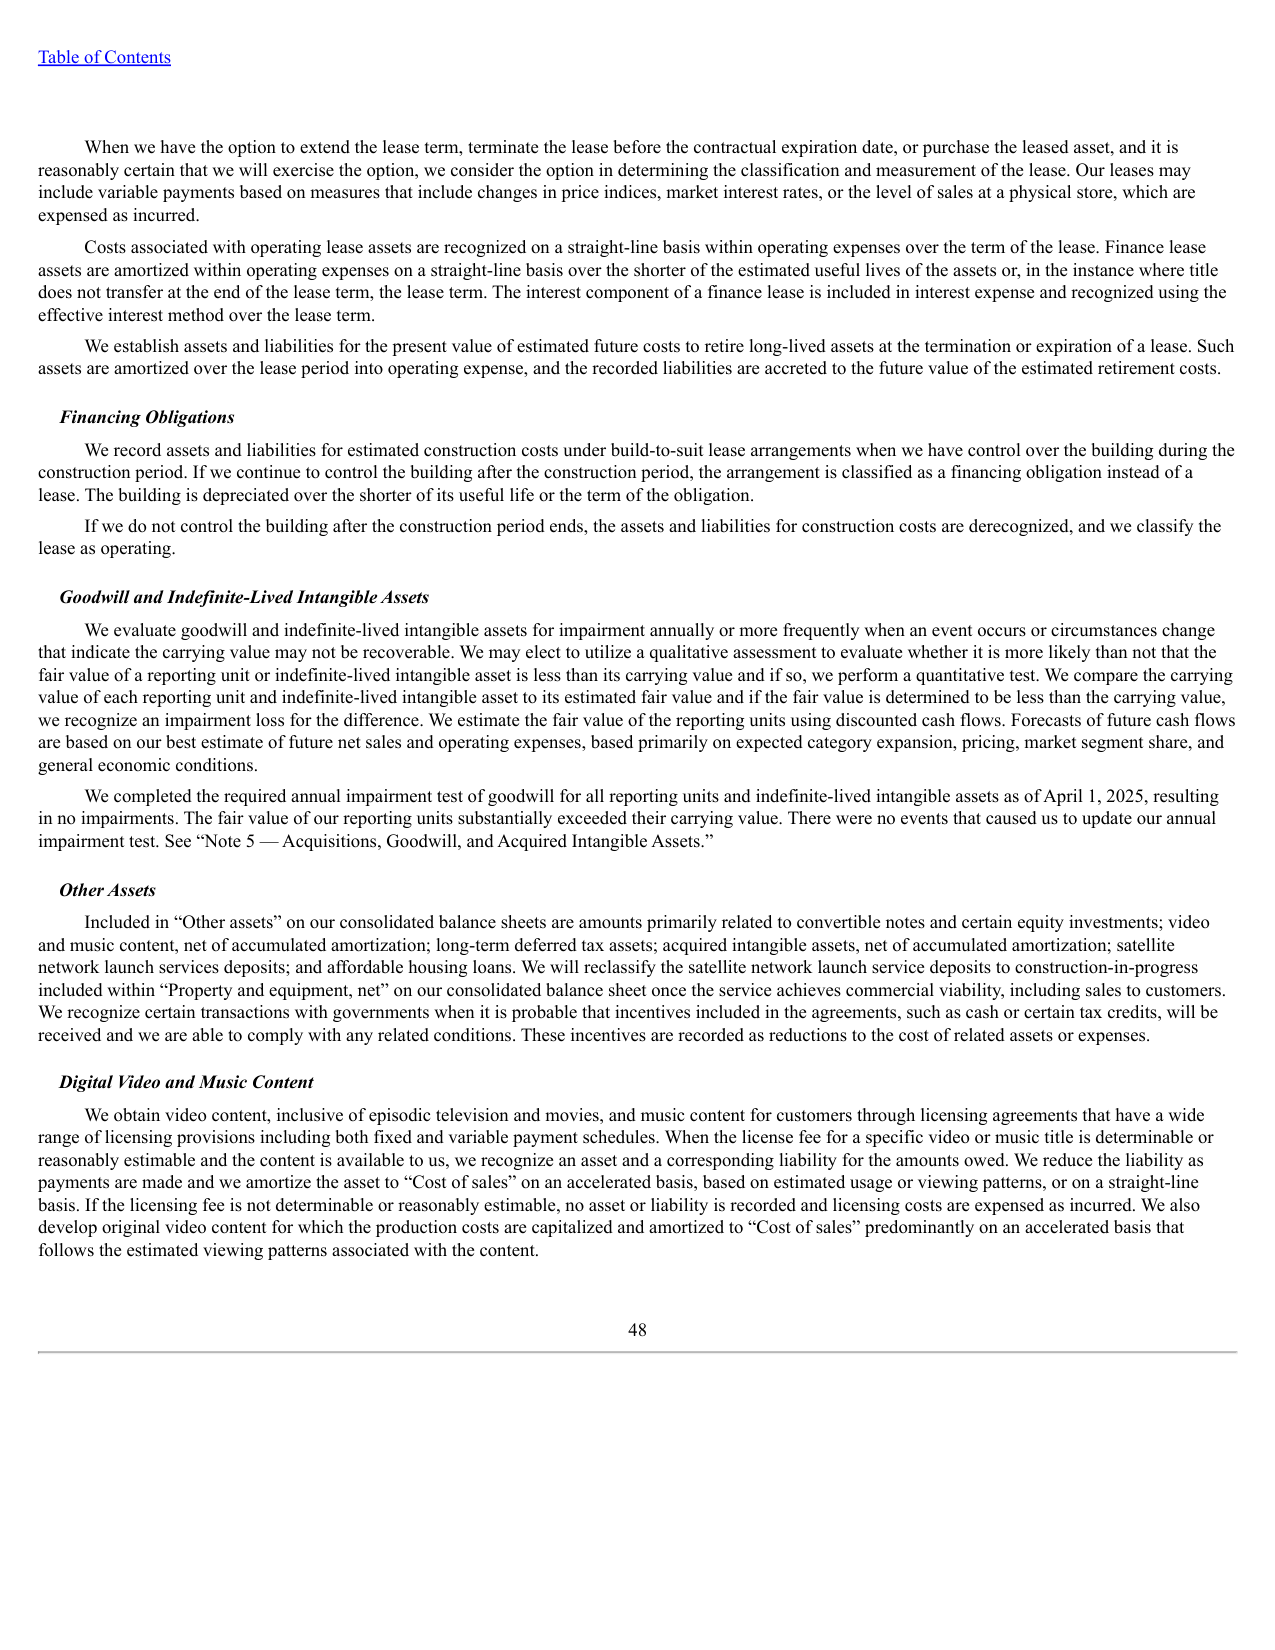 Table of Contents
When we have the option to extend the lease term, terminate the lease before the contractual expiration date, or purchase the leased asset, and it is
reasonably certain that we will exercise the option, we consider the option in determining the classification and measurement of the lease. Our leases may
include variable payments based on measures that include changes in price indices, market interest rates, or the level of sales at a physical store, which are
expensed as incurred.
Costs associated with operating lease assets are recognized on a straight-line basis within operating expenses over the term of the lease. Finance lease
assets are amortized within operating expenses on a straight-line basis over the shorter of the estimated useful lives of the assets or, in the instance where title
does not transfer at the end of the lease term, the lease term. The interest component of a finance lease is included in interest expense and recognized using the
effective interest method over the lease term.
We establish assets and liabilities for the present value of estimated future costs to retire long-lived assets at the termination or expiration of a lease. Such
assets are amortized over the lease period into operating expense, and the recorded liabilities are accreted to the future value of the estimated retirement costs.
Financing Obligations
We record assets and liabilities for estimated construction costs under build-to-suit lease arrangements when we have control over the building during the
construction period. If we continue to control the building after the construction period, the arrangement is classified as a financing obligation instead of a
lease. The building is depreciated over the shorter of its useful life or the term of the obligation.
If we do not control the building after the construction period ends, the assets and liabilities for construction costs are derecognized, and we classify the
lease as operating.
Goodwill and Indefinite-Lived Intangible Assets
We evaluate goodwill and indefinite-lived intangible assets for impairment annually or more frequently when an event occurs or circumstances change
that indicate the carrying value may not be recoverable. We may elect to utilize a qualitative assessment to evaluate whether it is more likely than not that the
fair value of a reporting unit or indefinite-lived intangible asset is less than its carrying value and if so, we perform a quantitative test. We compare the carrying
value of each reporting unit and indefinite-lived intangible asset to its estimated fair value and if the fair value is determined to be less than the carrying value,
we recognize an impairment loss for the difference. We estimate the fair value of the reporting units using discounted cash flows. Forecasts of future cash flows
are based on our best estimate of future net sales and operating expenses, based primarily on expected category expansion, pricing, market segment share, and
general economic conditions.
We completed the required annual impairment test of goodwill for all reporting units and indefinite-lived intangible assets as of April 1, 2025, resulting
in no impairments. The fair value of our reporting units substantially exceeded their carrying value. There were no events that caused us to update our annual
impairment test. See “Note 5 — Acquisitions, Goodwill, and Acquired Intangible Assets.”
Other Assets
Included in “Other assets” on our consolidated balance sheets are amounts primarily related to convertible notes and certain equity investments; video
and music content, net of accumulated amortization; long-term deferred tax assets; acquired intangible assets, net of accumulated amortization; satellite
network launch services deposits; and affordable housing loans. We will reclassify the satellite network launch service deposits to construction-in-progress
included within “Property and equipment, net” on our consolidated balance sheet once the service achieves commercial viability, including sales to customers.
We recognize certain transactions with governments when it is probable that incentives included in the agreements, such as cash or certain tax credits, will be
received and we are able to comply with any related conditions. These incentives are recorded as reductions to the cost of related assets or expenses.
Digital Video and Music Content
We obtain video content, inclusive of episodic television and movies, and music content for customers through licensing agreements that have a wide
range of licensing provisions including both fixed and variable payment schedules. When the license fee for a specific video or music title is determinable or
reasonably estimable and the content is available to us, we recognize an asset and a corresponding liability for the amounts owed. We reduce the liability as
payments are made and we amortize the asset to “Cost of sales” on an accelerated basis, based on estimated usage or viewing patterns, or on a straight-line
basis. If the licensing fee is not determinable or reasonably estimable, no asset or liability is recorded and licensing costs are expensed as incurred. We also
develop original video content for which the production costs are capitalized and amortized to “Cost of sales” predominantly on an accelerated basis that
follows the estimated viewing patterns associated with the content.
48